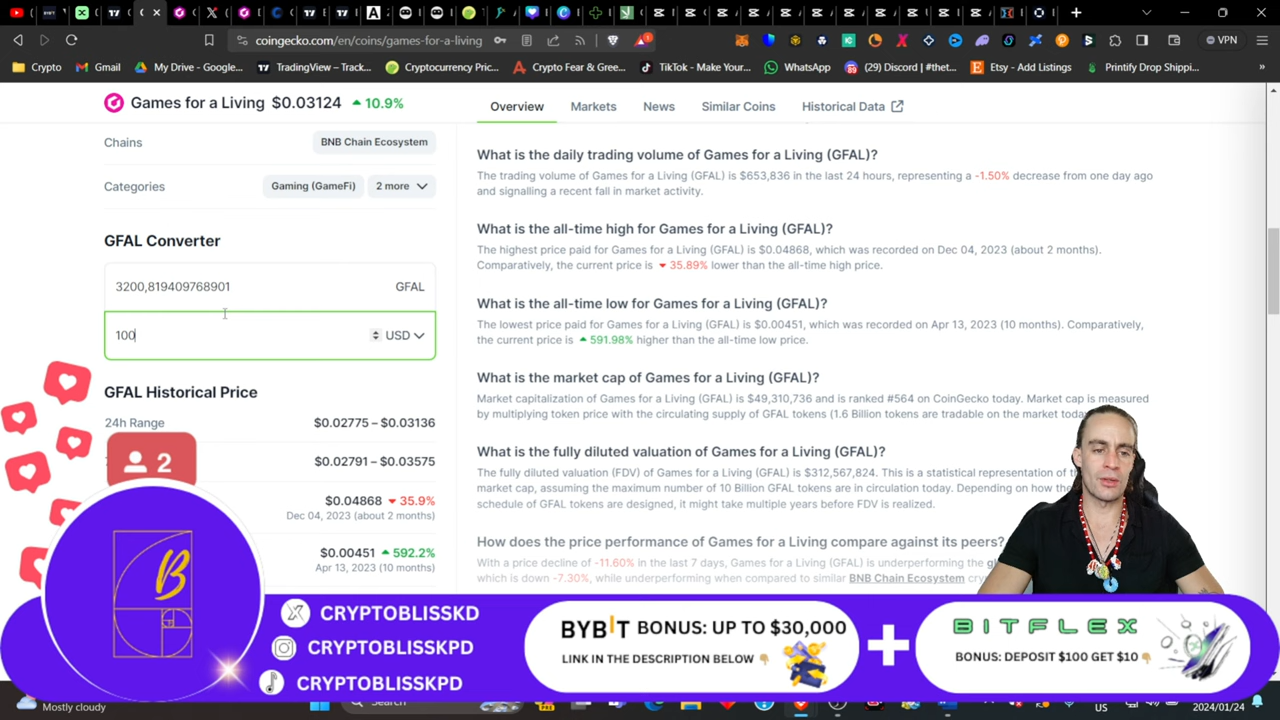 coingecko.com/en/coins/games-for-a-living
VPN
Crypto
Gmail
My Drive - Google...
TradingView – Track...
Cryptocurrency Pric...
Crypto Fear & Gree...
TikTok - Make Your...
WhatsApp
(29) Discord | #thet...
Etsy - Add Listings
Printify Drop Shippi...
Games for a Living $0.03124 10.9%
Overview
Markets
News
Similar Coins
Historical Data
Chains
BNB Chain Ecosystem
Categories
Gaming (GameFi)
2 more
GFAL Converter
3200,819409768901
GFAL
100
USD
GFAL Historical Price
24h Range
$0.02775 – $0.03136
$0.02791 – $0.03575
$0.04868 35.9%
Dec 04, 2023 (about 2 months)
$0.00451 592.2%
Apr 13, 2023 (10 months)
What is the daily trading volume of Games for a Living (GFAL)?
The trading volume of Games for a Living (GFAL) is $653,836 in the last 24 hours, representing a -1.50% decrease from one day ago
and signalling a recent fall in market activity.
What is the all-time high for Games for a Living (GFAL)?
The highest price paid for Games for a Living (GFAL) is $0.04868, which was recorded on Dec 04, 2023 (about 2 months).
Comparatively, the current price is 35.89% lower than the all-time high price.
What is the all-time low for Games for a Living (GFAL)?
The lowest price paid for Games for a Living (GFAL) is $0.00451, which was recorded on Apr 13, 2023 (10 months). Comparatively,
the current price is 591.98% higher than the all-time low price.
What is the market cap of Games for a Living (GFAL)?
Market capitalization of Games for a Living (GFAL) is $49,310,736 and is ranked #564 on CoinGecko today. Market cap is measured
by multiplying token price with the circulating supply of GFAL tokens (1.6 Billion tokens are tradable on the market today
What is the fully diluted valuation of Games for a Living (GFAL)?
The fully diluted valuation (FDV) of Games for a Living (GFAL) is $312,567,824. This is a statistical representation of
market cap, assuming the maximum number of 10 Billion GFAL tokens are in circulation today. Depending on how the
schedule of GFAL tokens are designed, it might take multiple years before FDV is realized.
How does the price performance of Games for a Living compare against its peers?
With a price decline of -11.60% in the last 7 days, Games for a Living (GFAL) is underperforming the
which is down -7.30%, while underperforming when compared to similar BNB Chain Ecosystem
2
B
CRYPTOBLISSKD
CRYPTOBLISSKPD
CRYPTOBLISSKPD
BYBIT BONUS: UP TO $30,000
LINK IN THE DESCRIPTION BELOW
BITFLEX
BONUS: DEPOSIT $100 GET $10
Mostly cloudy
Search
US
2024/01/24